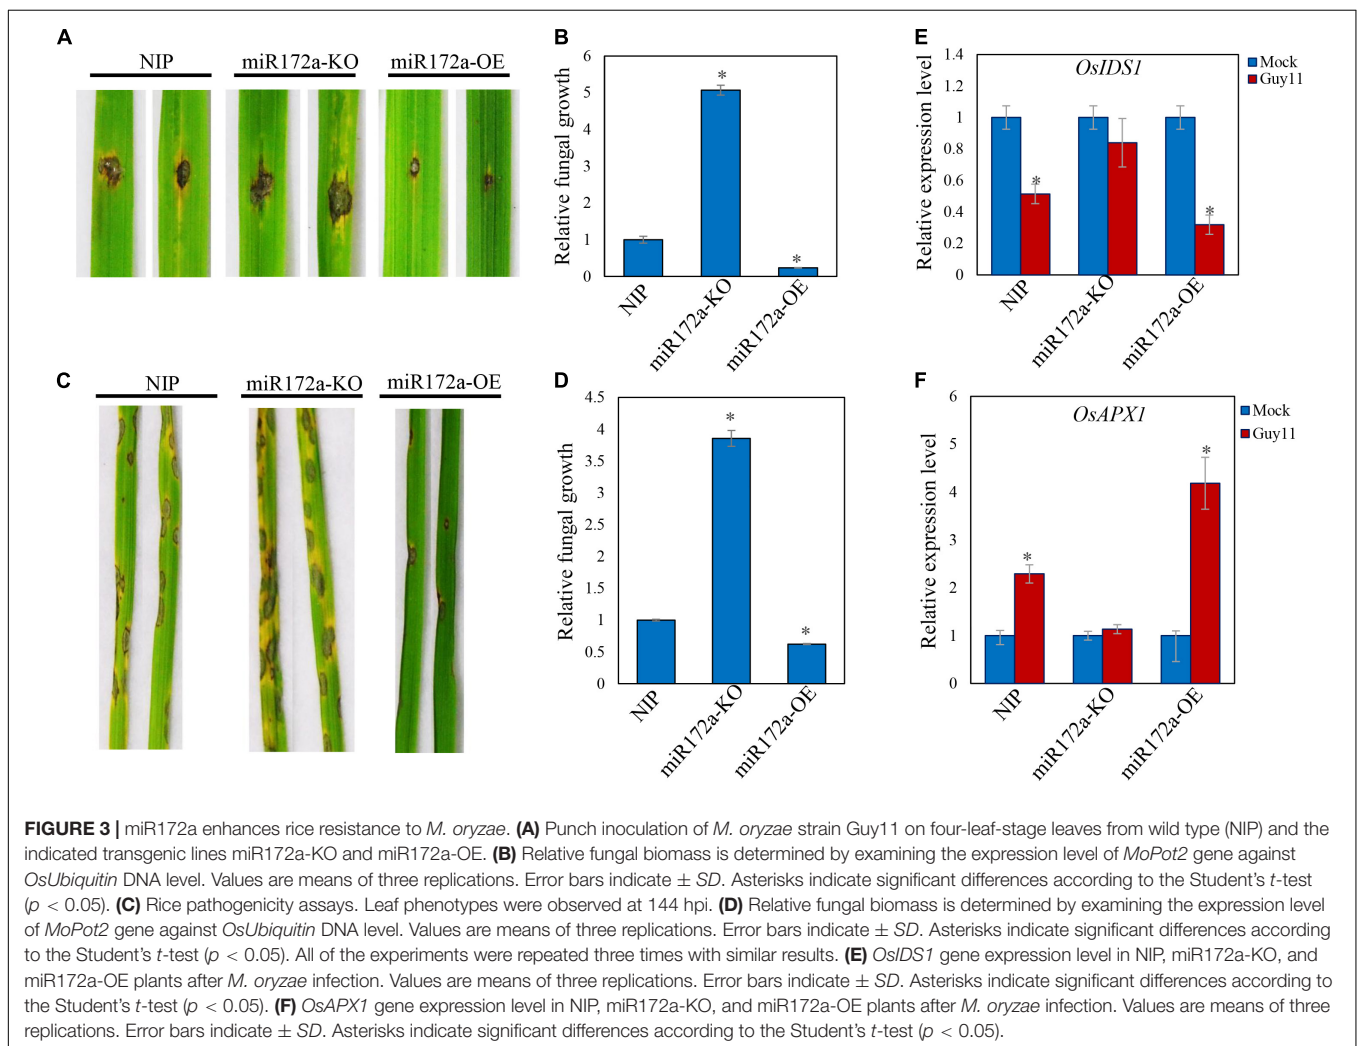 A
NIP
miR172a-KO
miR172a-OE
B
Relative fungal growth
6
5
4
3
2
1
0
*
*
NIP
miR172a-KO
miR172a-OE
E
Relative expression level
1.4
1.2
1
0.8
0.6
0.4
0.2
0
OsIDS1
Mock
Guy11
*
*
NIP
miR172a-KO
miR172a-OE
C
NIP
miR172a-KO
miR172a-OE
D
Relative fungal growth
4.5
4
3.5
3
2.5
2
1.5
1
0.5
0
*
*
NIP
miR172a-KO
miR172a-OE
F
Relative expression level
6
5
4
3
2
1
0
OsAPX1
Mock
Guy11
*
*
NIP
miR172a-KO
miR172a-OE
FIGURE 3 | miR172a enhances rice resistance to M. oryzae. (A) Punch inoculation of M. oryzae strain Guy11 on four-leaf-stage leaves from wild type (NIP) and the
indicated transgenic lines miR172a-KO and miR172a-OE. (B) Relative fungal biomass is determined by examining the expression level of MoPot2 gene against
OsUbiquitin DNA level. Values are means of three replications. Error bars indicate ± SD. Asterisks indicate significant differences according to the Student's t-test
(p < 0.05). (C) Rice pathogenicity assays. Leaf phenotypes were observed at 144 hpi. (D) Relative fungal biomass is determined by examining the expression level
of MoPot2 gene against OsUbiquitin DNA level. Values are means of three replications. Error bars indicate ± SD. Asterisks indicate significant differences according
to the Student's t-test (p < 0.05). All of the experiments were repeated three times with similar results. (E) OsIDS1 gene expression level in NIP, miR172a-KO, and
miR172a-OE plants after M. oryzae infection. Values are means of three replications. Error bars indicate ± SD. Asterisks indicate significant differences according to
the Student's t-test (p < 0.05). (F) OsAPX1 gene expression level in NIP, miR172a-KO, and miR172a-OE plants after M. oryzae infection. Values are means of three
replications. Error bars indicate ± SD. Asterisks indicate significant differences according to the Student's t-test (p < 0.05).